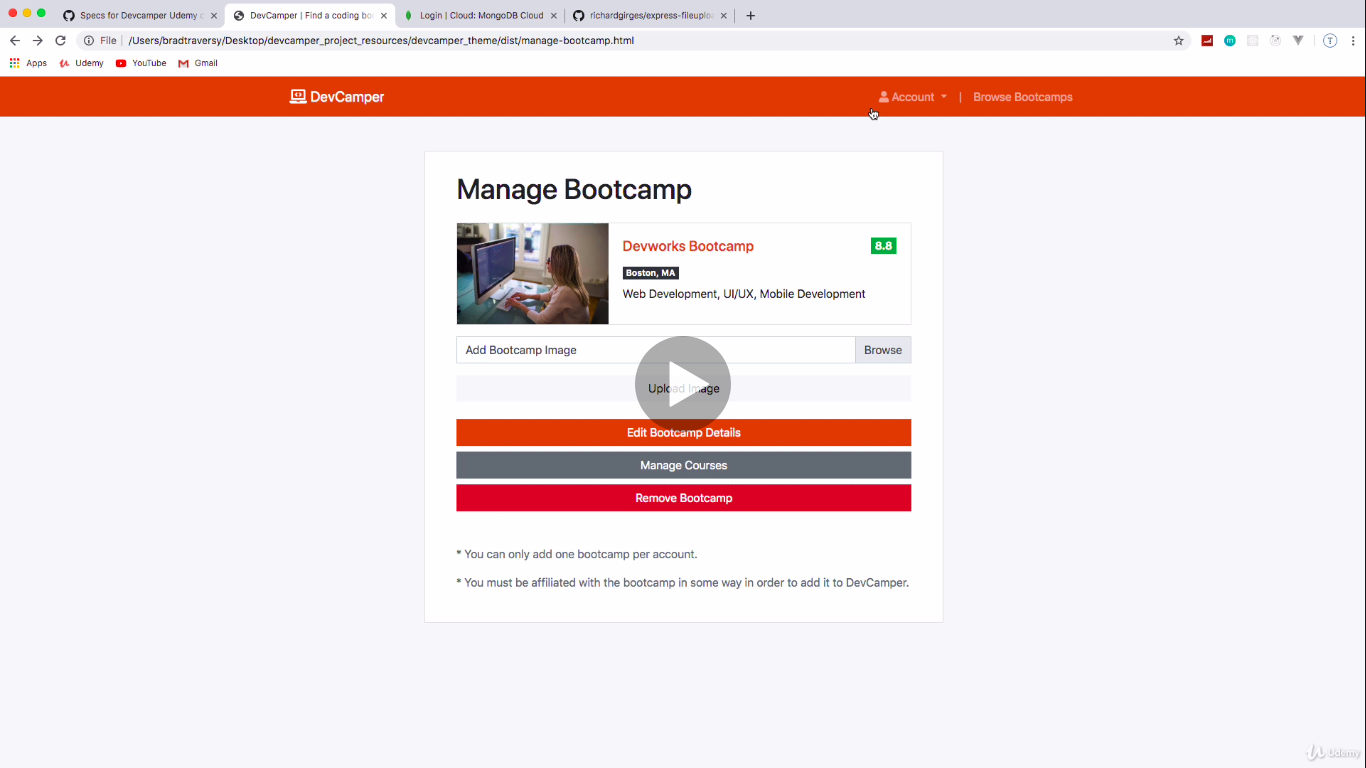 Specs for Devcamper Udemy c
DevCamper | Find a coding boo
Login | Cloud: MongoDB Cloud
richardgirges/express-fileuploa
File | /Users/bradtraversy/Desktop/devcamper_project_resources/devcamper_theme/dist/manage-bootcamp.html
Apps Udemy YouTube Gmail
DevCamper Account | Browse Bootcamps
Manage Bootcamp
Devworks Bootcamp 8.8
Boston, MA
Web Development, UI/UX, Mobile Development
Add Bootcamp Image Browse
Upload Image
Edit Bootcamp Details
Manage Courses
Remove Bootcamp
* You can only add one bootcamp per account.
* You must be affiliated with the bootcamp in some way in order to add it to DevCamper.
Udemy